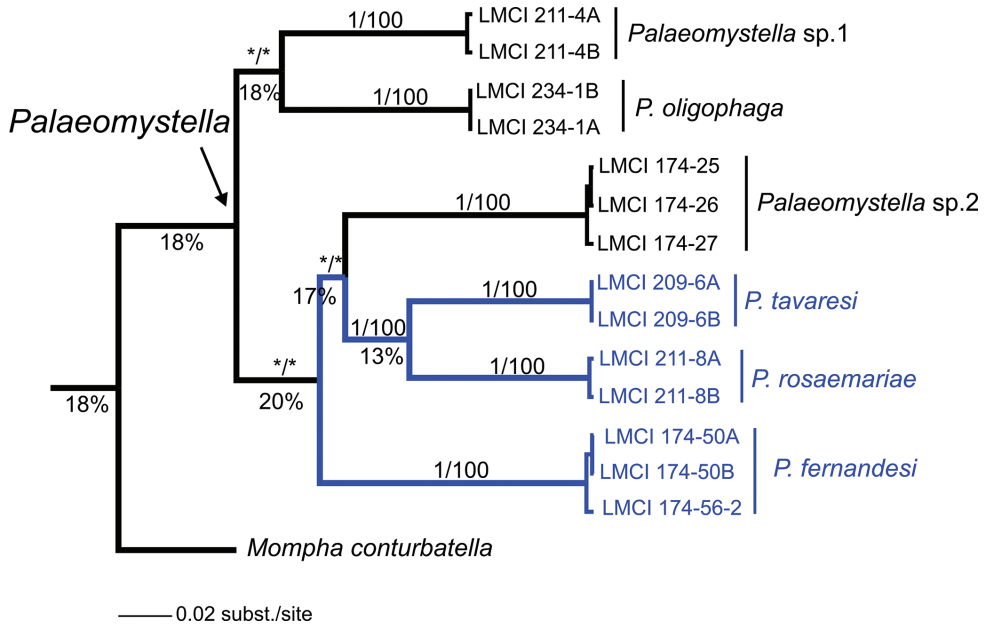 1/100
LMCI 211-4A
LMCI 211-4B
Palaeomystella sp.1
*/*
18%
1/100
LMCI 234-1B
LMCI 234-1A
P. oligophaga
Palaeomystella
18%
1/100
LMCI 174-25
LMCI 174-26
LMCI 174-27
Palaeomystella sp.2
*/*
17%
1/100
LMCI 209-6A
LMCI 209-6B
P. tavaresi
1/100
13%
1/100
LMCI 211-8A
LMCI 211-8B
P. rosaemariae
*/*
20%
18%
1/100
LMCI 174-50A
LMCI 174-50B
LMCI 174-56-2
P. fernandesi
Mompha conturbatella
0.02 subst./site